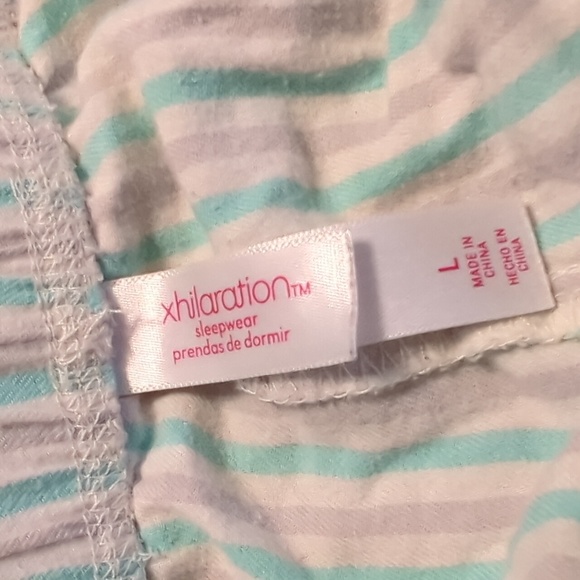 xhilaration™
sleepwear
prendas de dormir
L
MADE IN
CHINA
HECHO EN
CHINA